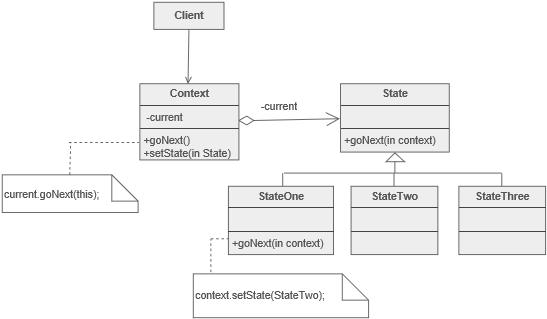 Client
Context
-current
+goNext()
+setState(in State)
-current
State
+goNext(in context)
current.goNext(this);
StateOne
+goNext(in context)
StateTwo
StateThree
context.setState(StateTwo);